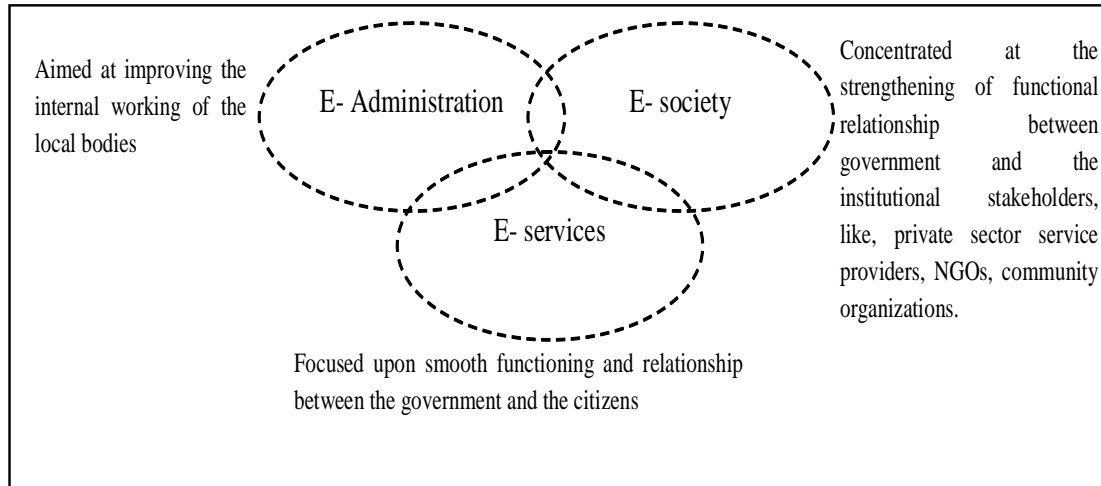 Aimed at improving the
internal working of the
local bodies
E- Administration
E- society
E- services
Concentrated at the
strengthening of functional
relationship between
government and the
institutional stakeholders,
like, private sector service
providers, NGOs, community
organizations.
Focused upon smooth functioning and relationship
between the government and the citizens